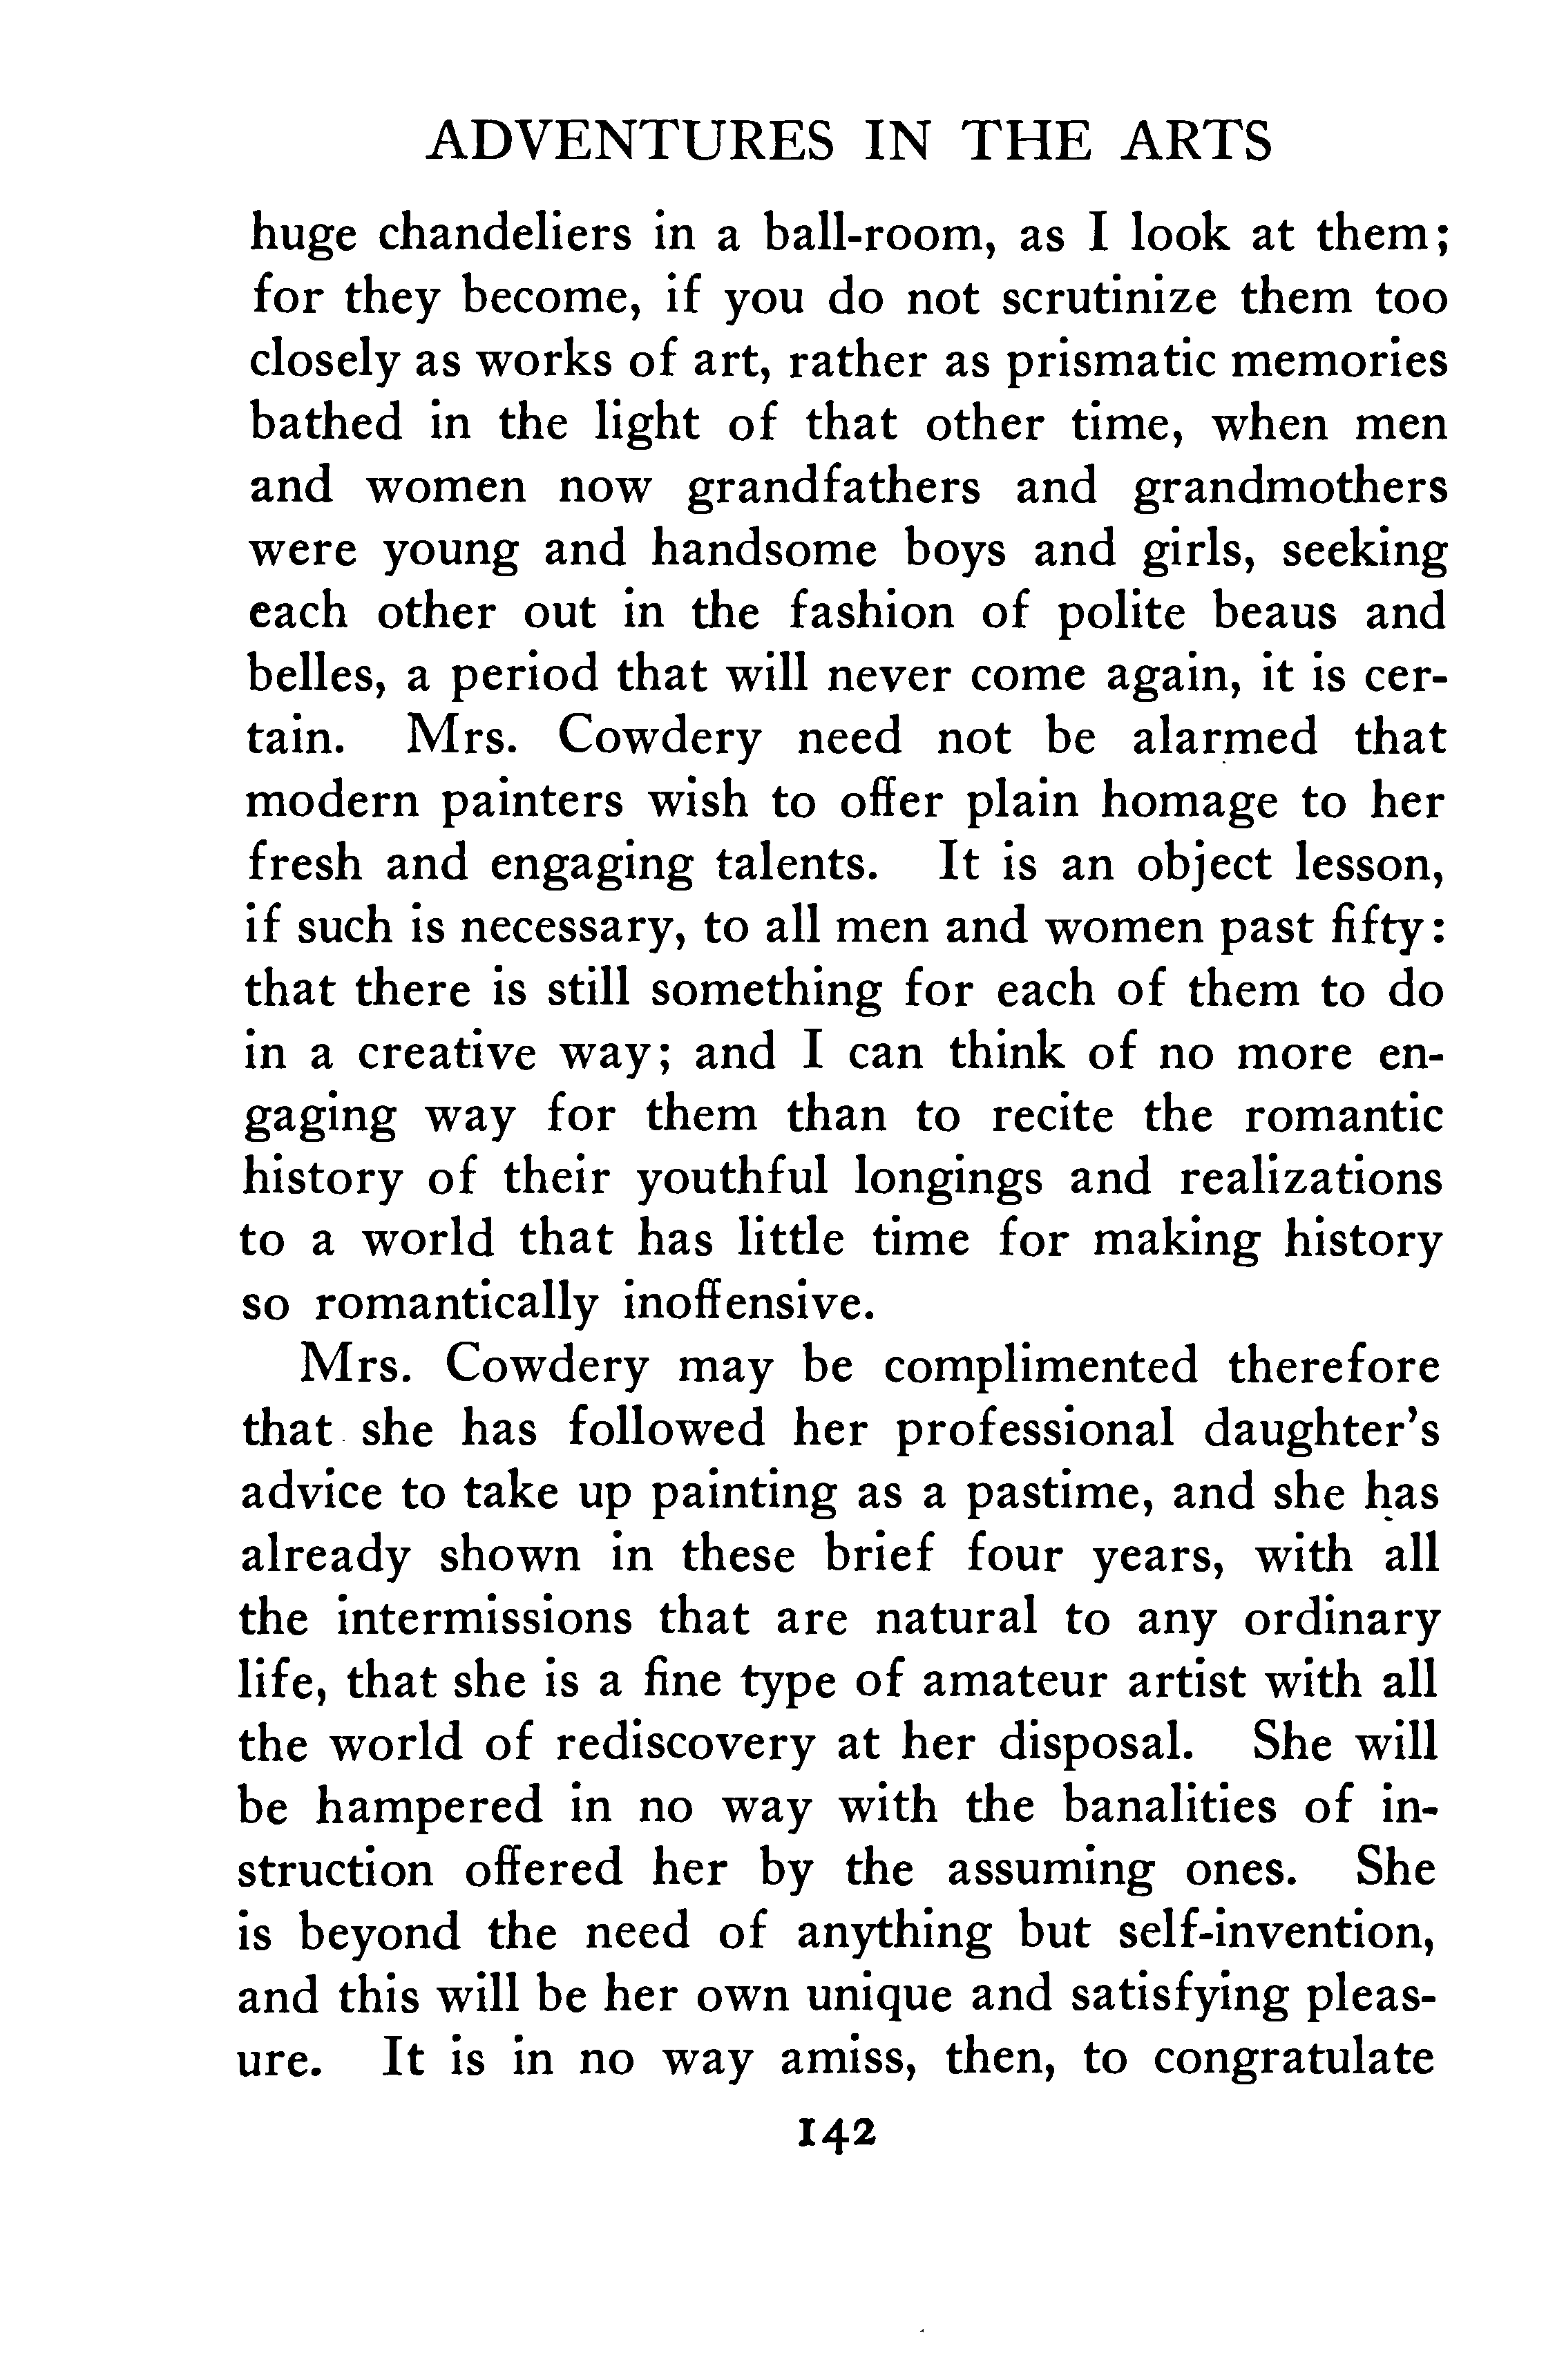 ADVENTURES IN THE ARTS
huge chandeliers in a ball-room, as I look at them;
for they become, if you do not scrutinize them too
closely as works of art, rather as prismatic memories
bathed in the light of that other time, when men
and women now grandfathers and grandmothers
were young and handsome boys and girls, seeking
each other out in the fashion of polite beaus and
belles, a period that will never come again, it is cer-
tain. Mrs. Cowdery need not be alarmed that
modern painters wish to offer plain homage to her
fresh and engaging talents. It is an object lesson,
if such is necessary, to all men and women past fifty:
that there is still something for each of them to do
in a creative way; and I can think of no more en-
gaging way for them than to recite the romantic
history of their youthful longings and realizations
to a world that has little time for making history
so romantically inoffensive.
Mrs. Cowdery may be complimented therefore
that she has followed her professional daughter's
advice to take up painting as a pastime, and she has
already shown in these brief four years, with all
the intermissions that are natural to any ordinary
life, that she is a fine type of amateur artist with all
the world of rediscovery at her disposal. She will
be hampered in no way with the banalities of in-
struction offered her by the assuming ones. She
is beyond the need of anything but self-invention,
and this will be her own unique and satisfying pleas-
ure. It is in no way amiss, then, to congratulate
142